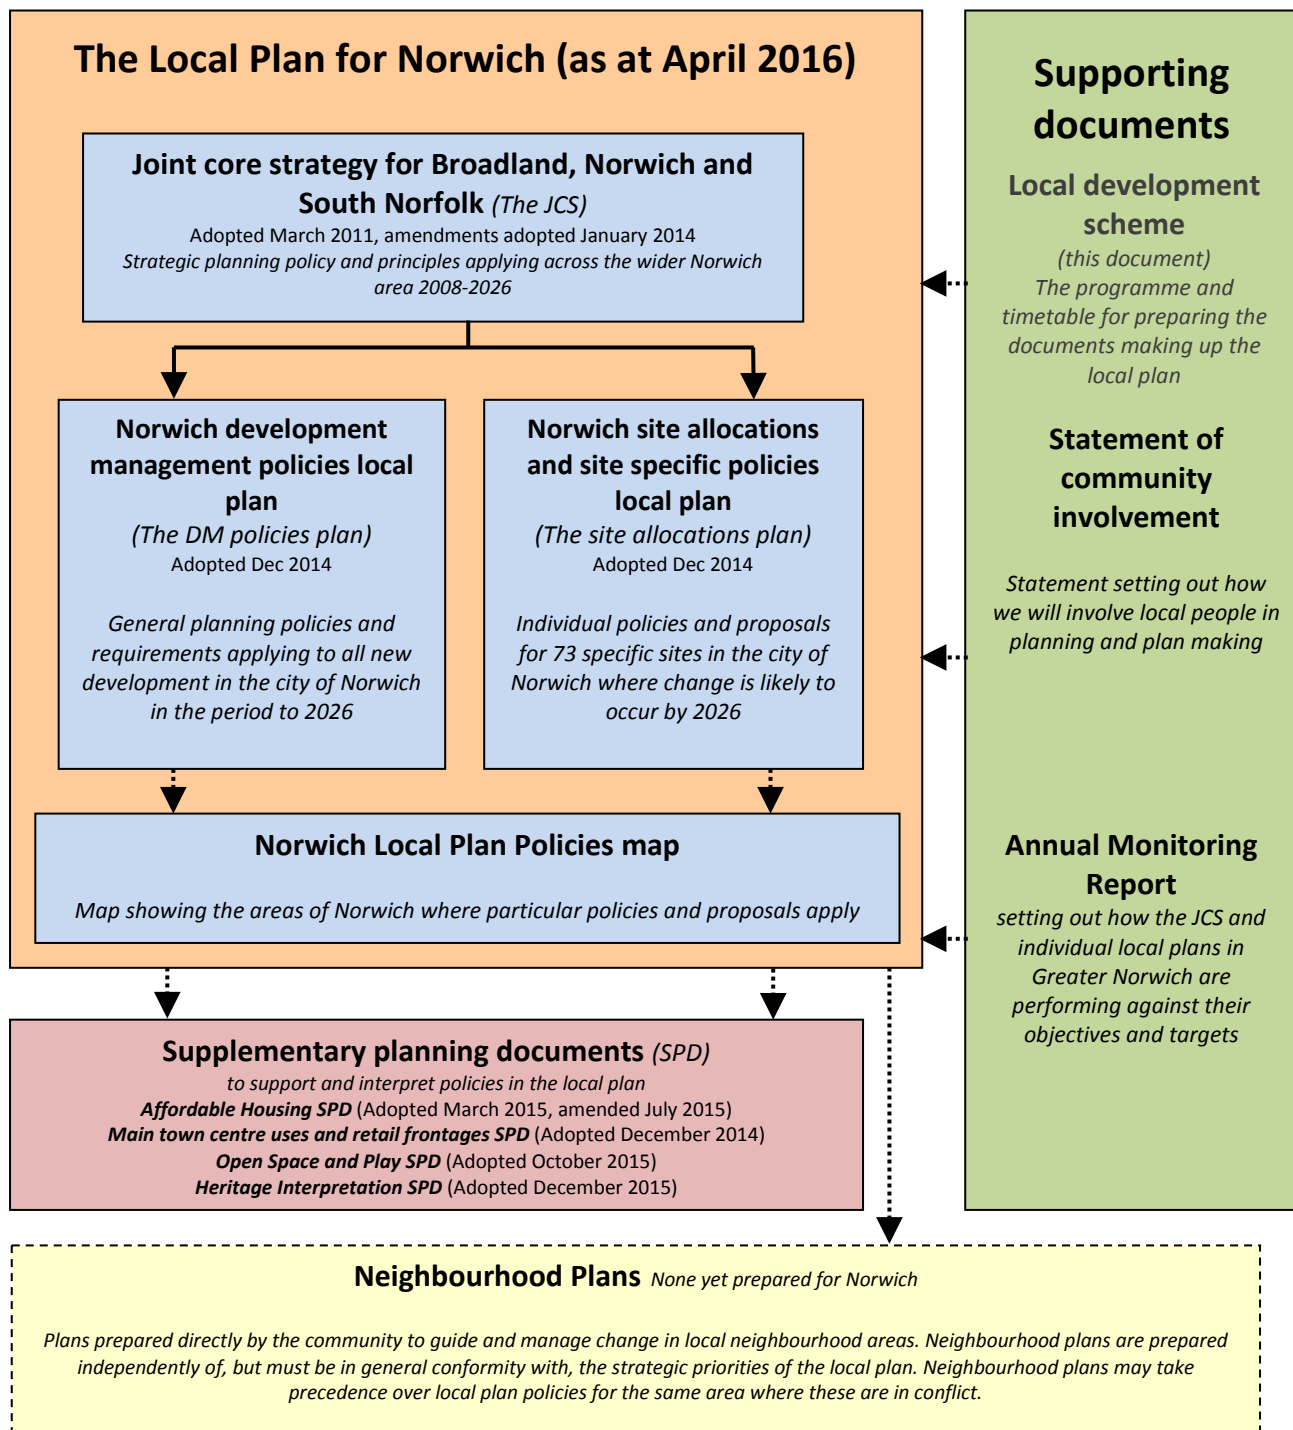 The Local Plan for Norwich (as at April 2016)
Joint core strategy for Broadland, Norwich and
South Norfolk (The JCS)
Adopted March 2011, amendments adopted January 2014
Strategic planning policy and principles applying across the wider Norwich
area 2008-2026
Norwich development
management policies local
plan
(The DM policies plan)
Adopted Dec 2014
General planning policies and
requirements applying to all new
development in the city of Norwich
in the period to 2026
Norwich site allocations
and site specific policies
local plan
(The site allocations plan)
Adopted Dec 2014
Individual policies and proposals
for 73 specific sites in the city of
Norwich where change is likely to
occur by 2026
Norwich Local Plan Policies map
Map showing the areas of Norwich where particular policies and proposals apply
Supporting
documents
Local development
scheme
(this document)
The programme and
timetable for preparing the
documents making up the
local plan
Statement of
community
involvement
Statement setting out how
we will involve local people in
planning and plan making
Annual Monitoring
Report
setting out how the JCS and
individual local plans in
Greater Norwich are
performing against their
objectives and targets
Supplementary planning documents (SPD)
to support and interpret policies in the local plan
Affordable Housing SPD (Adopted March 2015, amended July 2015)
Main town centre uses and retail frontages SPD (Adopted December 2014)
Open Space and Play SPD (Adopted October 2015)
Heritage Interpretation SPD (Adopted December 2015)
Neighbourhood Plans None yet prepared for Norwich
Plans prepared directly by the community to guide and manage change in local neighbourhood areas. Neighbourhood plans are prepared
independently of, but must be in general conformity with, the strategic priorities of the local plan. Neighbourhood plans may take
precedence over local plan policies for the same area where these are in conflict.